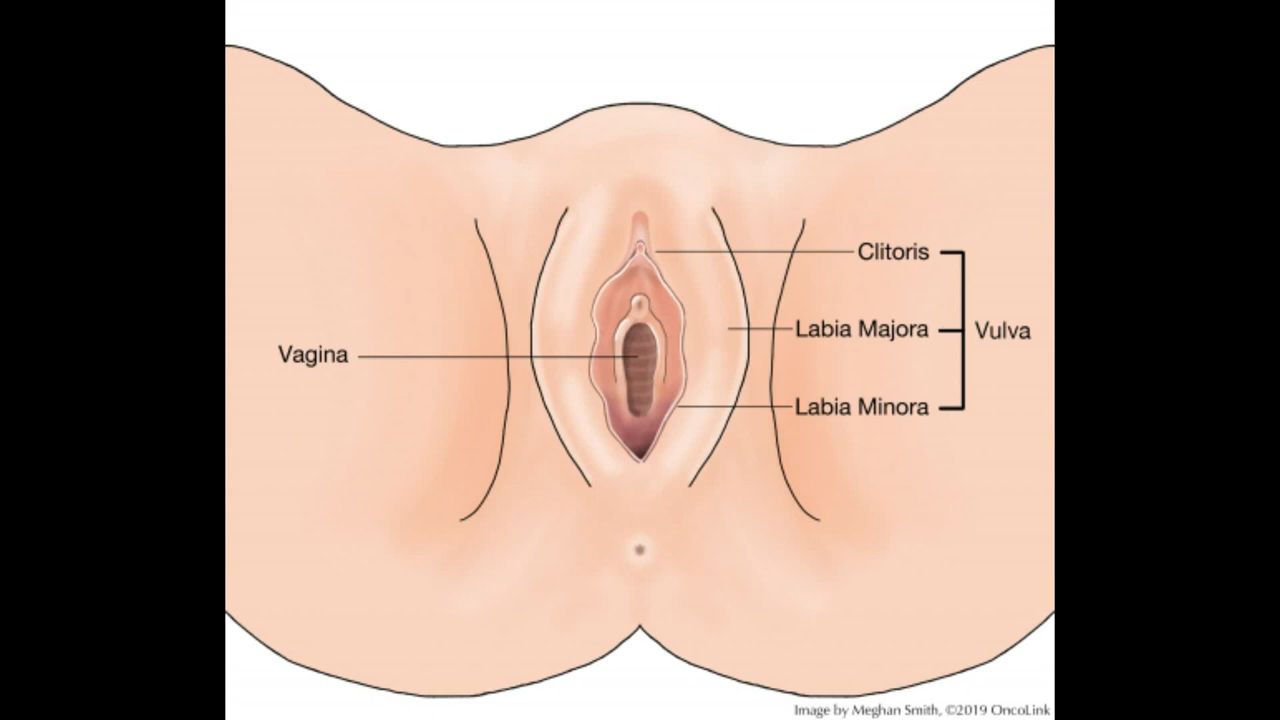 Clitoris
Labia Majora
Vulva
Vagina
Labia Minora
Image by Meghan Smith, ©2019 OncoLink